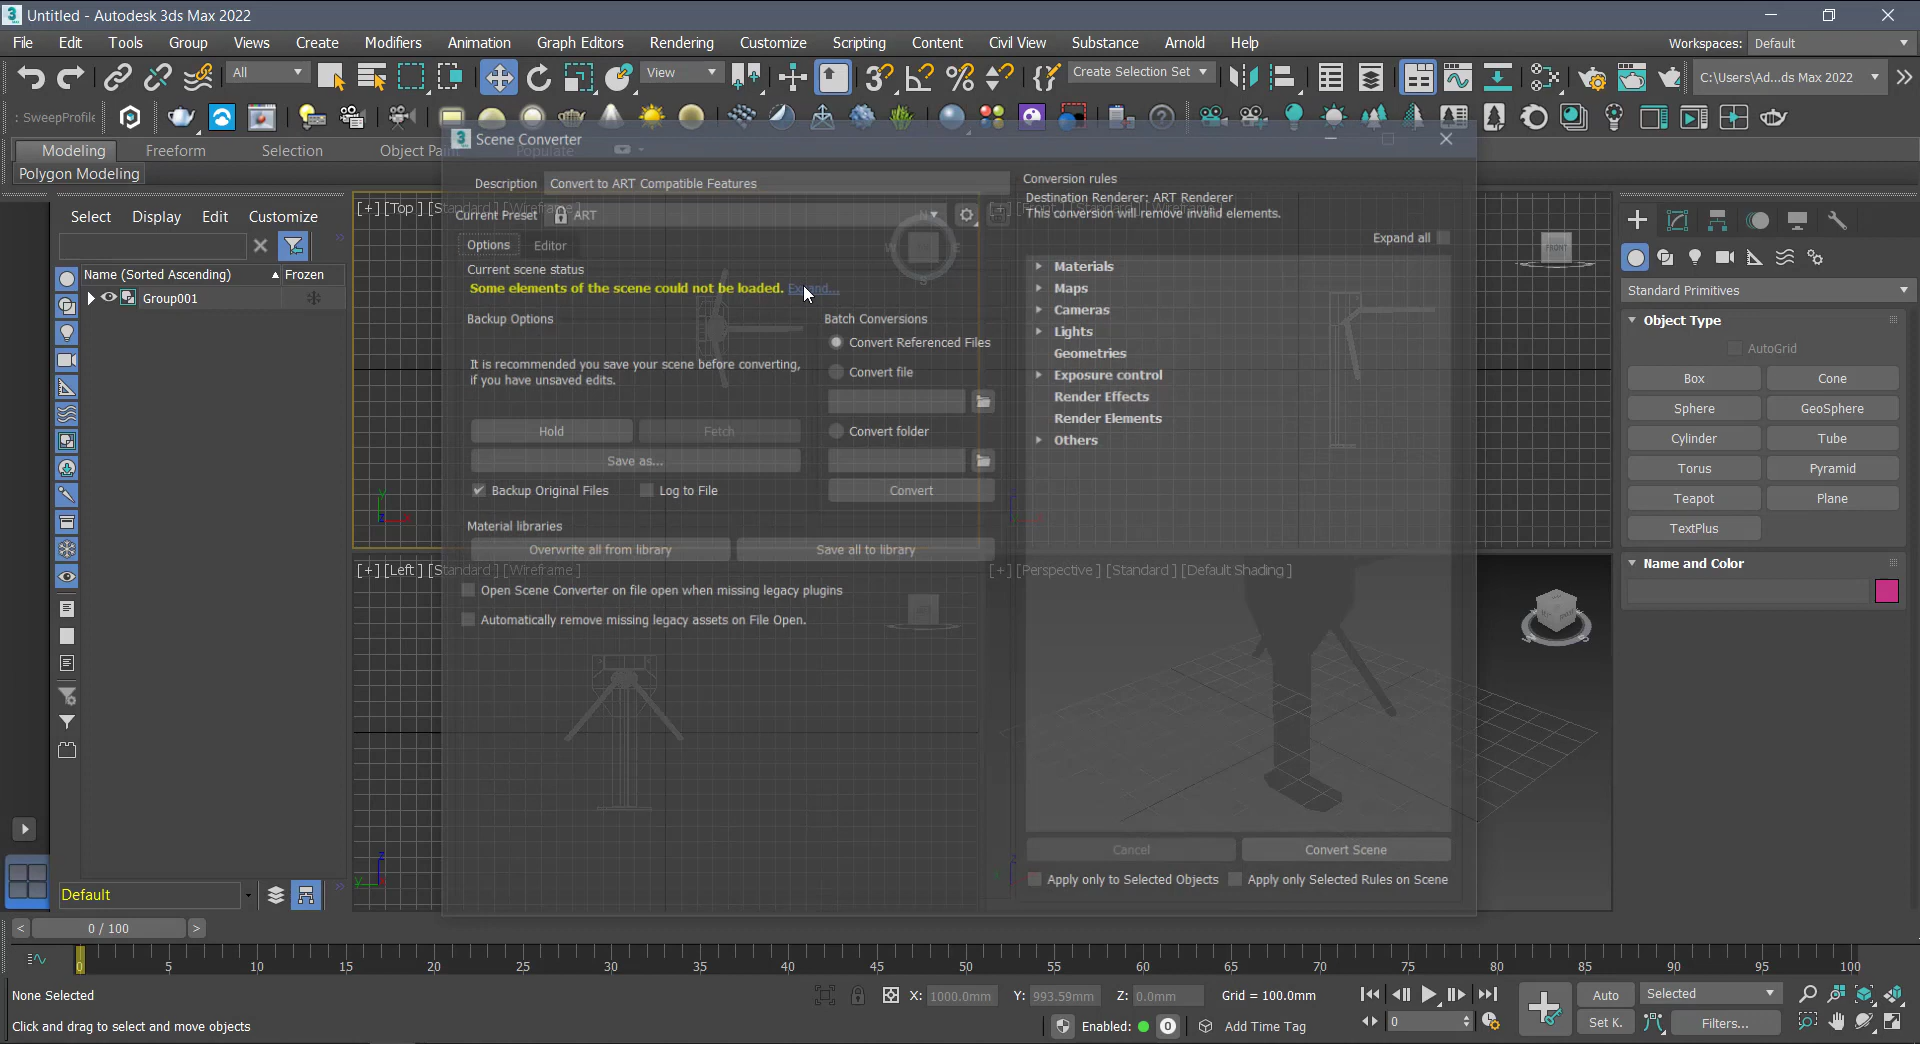 Untitled - Autodesk 3ds Max 2022
File Edit Tools Group Views Create Modifiers Animation Graph Editors Rendering Customize Scripting Content Civil View Substance Arnold Help Workspaces: Default
All View Create Selection Set C:\Users\Ad...ds Max 2022
: SweepProfile
Modeling Freeform Selection Object Paint Populate
Polygon Modeling
Scene Converter
Description Convert to ART Compatible Features
Current Preset ART
Options Editor
Current scene status
Some elements of the scene could not be loaded. Expand...
Backup Options
It is recommended you save your scene before converting,
if you have unsaved edits.
Hold Fetch
Save as...
Backup Original Files Log to File
Batch Conversions
Convert Referenced Files
Convert file
Convert folder
Convert
Material libraries
Overwrite all from library Save all to library
Open Scene Converter on file open when missing legacy plugins
Automatically remove missing legacy assets on File Open.
Conversion rules
Destination Renderer: ART Renderer
This conversion will remove invalid elements.
Expand all
Materials
Maps
Cameras
Lights
Geometries
Exposure control
Render Effects
Render Elements
Others
Cancel Convert Scene
Apply only to Selected Objects Apply only Selected Rules on Scene
Select Display Edit Customize
Name (Sorted Ascending) Frozen
Group001
Default
[+] [Top ] [Standard ] [Wireframe ]
[+] [Left ] [Standard ] [Wireframe ]
[+] [Perspective ] [Standard ] [Default Shading ]
FRONT
Standard Primitives
Object Type
AutoGrid
Box Cone
Sphere GeoSphere
Cylinder Tube
Torus Pyramid
Teapot Plane
TextPlus
Name and Color
< 0 / 100 >
0 5 10 15 20 25 30 35 40 45 50 55 60 65 70 75 80 85 90 95 100
None Selected X: 1000.0mm Y: 993.59mm Z: 0.0mm Grid = 100.0mm Auto Selected
Click and drag to select and move objects Enabled: 0 Add Time Tag 0 Set K. Filters...